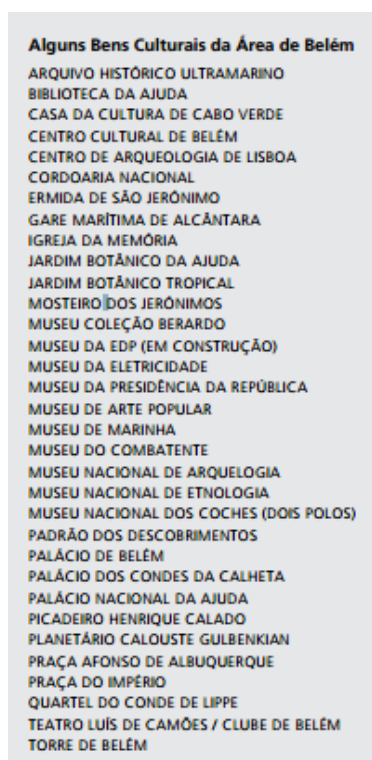 Alguns Bens Culturais da Área de Belém
ARQUIVO HISTÓRICO ULTRAMARINO
BIBLIOTECA DA AJUDA
CASA DA CULTURA DE CABO VERDE
CENTRO CULTURAL DE BELÉM
CENTRO DE ARQUEOLOGIA DE LISBOA
CORDOARIA NACIONAL
ERMIDA DE SÃO JERÓNIMO
GARE MARÍTIMA DE ALCÂNTARA
IGREJA DA MEMÓRIA
JARDIM BOTÂNICO DA AJUDA
JARDIM BOTÂNICO TROPICAL
MOSTEIRO DOS JERÓNIMOS
MUSEU COLEÇÃO BERARDO
MUSEU DA EDP (EM CONSTRUÇÃO)
MUSEU DA ELETRICIDADE
MUSEU DA PRESIDÊNCIA DA REPÚBLICA
MUSEU DE ARTE POPULAR
MUSEU DE MARINHA
MUSEU DO COMBATENTE
MUSEU NACIONAL DE ARQUELOGIA
MUSEU NACIONAL DE ETNOLOGIA
MUSEU NACIONAL DOS COCHES (DOIS POLOS)
PADRÃO DOS DESCOBRIMENTOS
PALÁCIO DE BELÉM
PALÁCIO DOS CONDES DA CALHETA
PALÁCIO NACIONAL DA AJUDA
PICADEIRO HENRIQUE CALADO
PLANETÁRIO CALOUSTE GULBENKIAN
PRAÇA AFONSO DE ALBUQUERQUE
PRAÇA DO IMPÉRIO
QUARTEL DO CONDE DE LIPPE
TEATRO LUÍS DE CAMÕES / CLUBE DE BELÉM
TORRE DE BELÉM